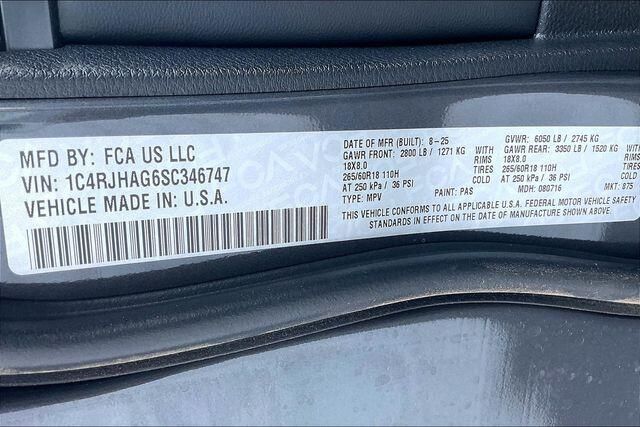 MFD BY: FCA US LLC
VIN: 1C4RJHAG6SC346747
VEHICLE MADE IN: U.S.A.
DATE OF MFR (BUILT): 8-25 GVWR: 6050 LB / 2745 KG
GAWR FRONT: 2800 LB / 1271 KG WITH GAWR REAR: 3350 LB / 1520 KG WITH
18X8.0 RIMS 18X8.0 RIMS
265/60R18 110H TIRES 265/60R18 110H TIRES
AT 250 kPa / 36 PSI AT 250 kPa / 36 PSI
TYPE: MPV PAINT: PAS MDH: 080716 MKT: 875
THIS VEHICLE CONFORMS TO ALL APPLICABLE U.S.A. FEDERAL MOTOR VEHICLE SAFETY
STANDARDS IN EFFECT ON THE DATE OF MANUFACTURE SHOWN ABOVE.